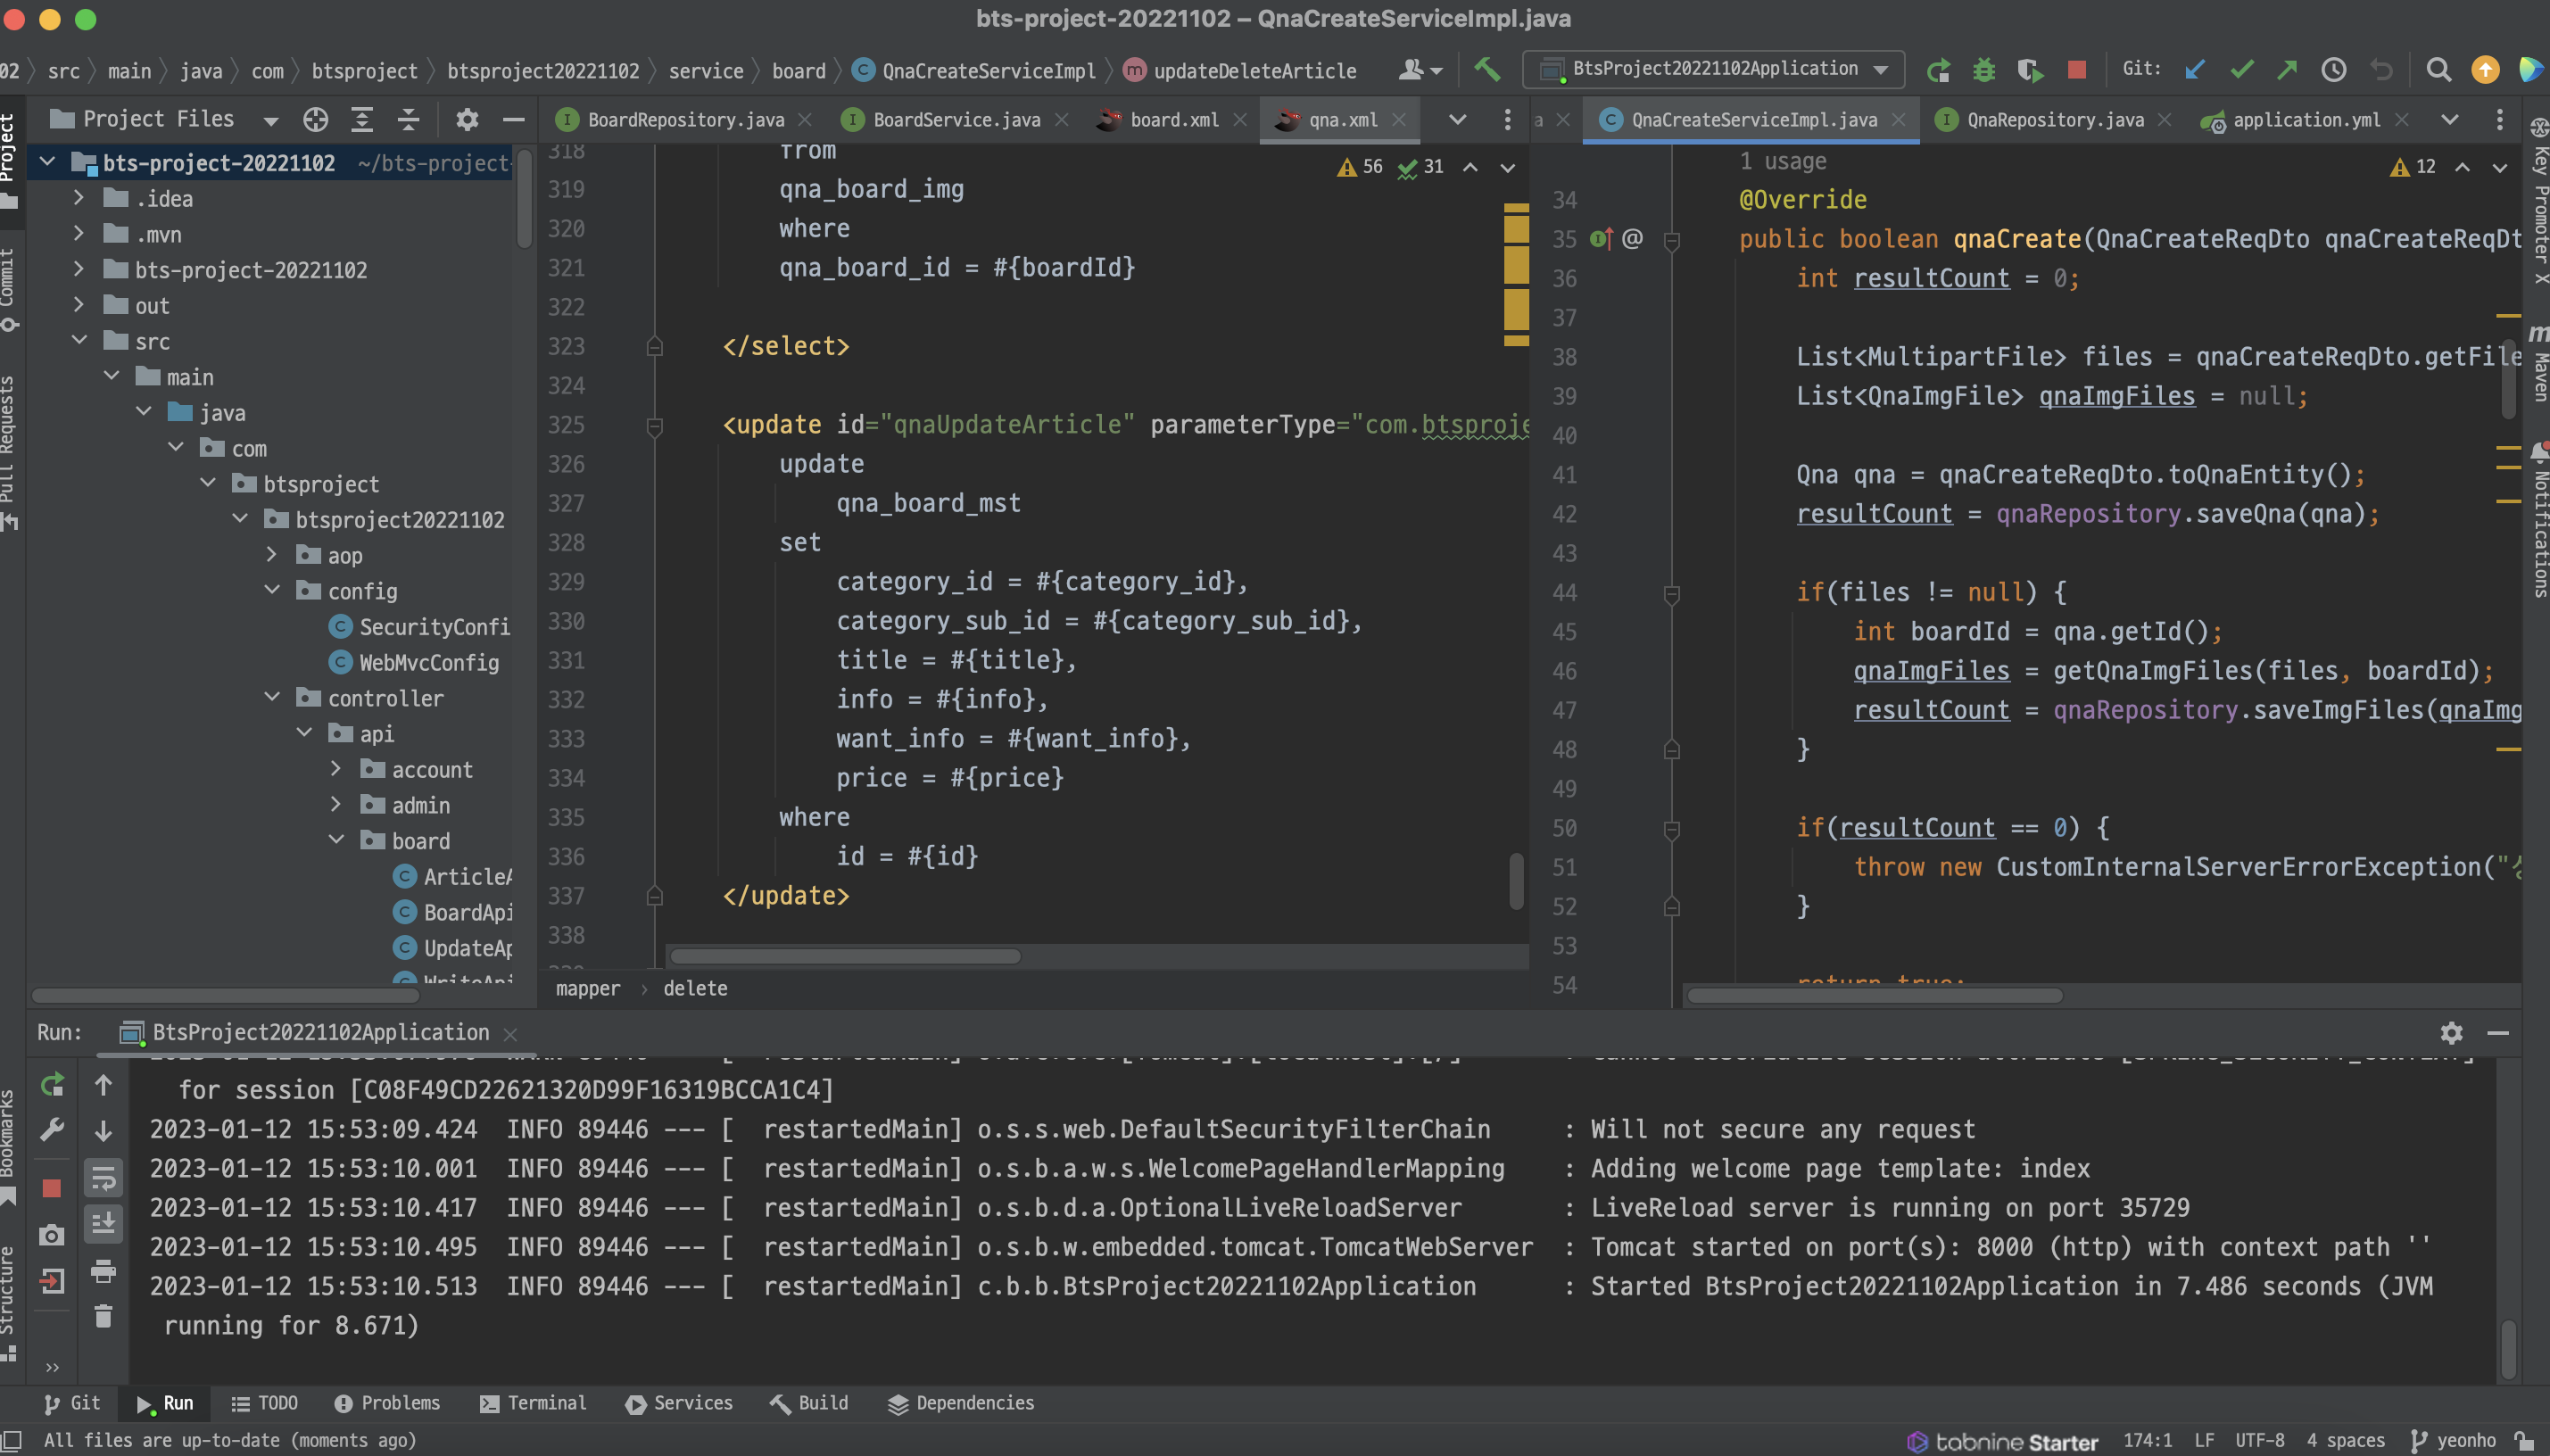 bts-project-20221102 – QnaCreateServiceImpl.java
02 src main java com btsproject btsproject20221102 service board QnaCreateServiceImpl updateDeleteArticle
BtsProject20221102Application
Git:
Project Files
BoardRepository.java
BoardService.java
board.xml
qna.xml
a
QnaCreateServiceImpl.java
QnaRepository.java
application.yml
Project
Commit
Pull Requests
Bookmarks
Structure
bts-project-20221102 ~/bts-project-
.idea
.mvn
bts-project-20221102
out
src
main
java
com
btsproject
btsproject20221102
aop
config
SecurityConfi
WebMvcConfig
controller
api
account
admin
board
ArticleA
BoardApi
UpdateAp
WriteApi
56 31
318 from
319 qna_board_img
320 where
321 qna_board_id = #{boardId}
322
323 </select>
324
325 <update id="qnaUpdateArticle" parameterType="com.btsproje
326 update
327 qna_board_mst
328 set
329 category_id = #{category_id},
330 category_sub_id = #{category_sub_id},
331 title = #{title},
332 info = #{info},
333 want_info = #{want_info},
334 price = #{price}
335 where
336 id = #{id}
337 </update>
338
mapper delete
1 usage
12
34 @Override
35 @ public boolean qnaCreate(QnaCreateReqDto qnaCreateReqDt
36 int resultCount = 0;
37
38 List<MultipartFile> files = qnaCreateReqDto.getFile
39 List<QnaImgFile> qnaImgFiles = null;
40
41 Qna qna = qnaCreateReqDto.toQnaEntity();
42 resultCount = qnaRepository.saveQna(qna);
43
44 if(files != null) {
45 int boardId = qna.getId();
46 qnaImgFiles = getQnaImgFiles(files, boardId);
47 resultCount = qnaRepository.saveImgFiles(qnaImg
48 }
49
50 if(resultCount == 0) {
51 throw new CustomInternalServerErrorException("
52 }
53
54 return true;
Key Promoter X
Maven
Notifications
Run: BtsProject20221102Application
for session [C08F49CD22621320D99F16319BCCA1C4]
2023-01-12 15:53:09.424 INFO 89446 --- [ restartedMain] o.s.s.web.DefaultSecurityFilterChain : Will not secure any request
2023-01-12 15:53:10.001 INFO 89446 --- [ restartedMain] o.s.b.a.w.s.WelcomePageHandlerMapping : Adding welcome page template: index
2023-01-12 15:53:10.417 INFO 89446 --- [ restartedMain] o.s.b.d.a.OptionalLiveReloadServer : LiveReload server is running on port 35729
2023-01-12 15:53:10.495 INFO 89446 --- [ restartedMain] o.s.b.w.embedded.tomcat.TomcatWebServer : Tomcat started on port(s): 8000 (http) with context path ''
2023-01-12 15:53:10.513 INFO 89446 --- [ restartedMain] c.b.b.BtsProject20221102Application : Started BtsProject20221102Application in 7.486 seconds (JVM
running for 8.671)
Git Run TODO Problems Terminal Services Build Dependencies
All files are up-to-date (moments ago)
tabnine Starter 174:1 LF UTF-8 4 spaces yeonho